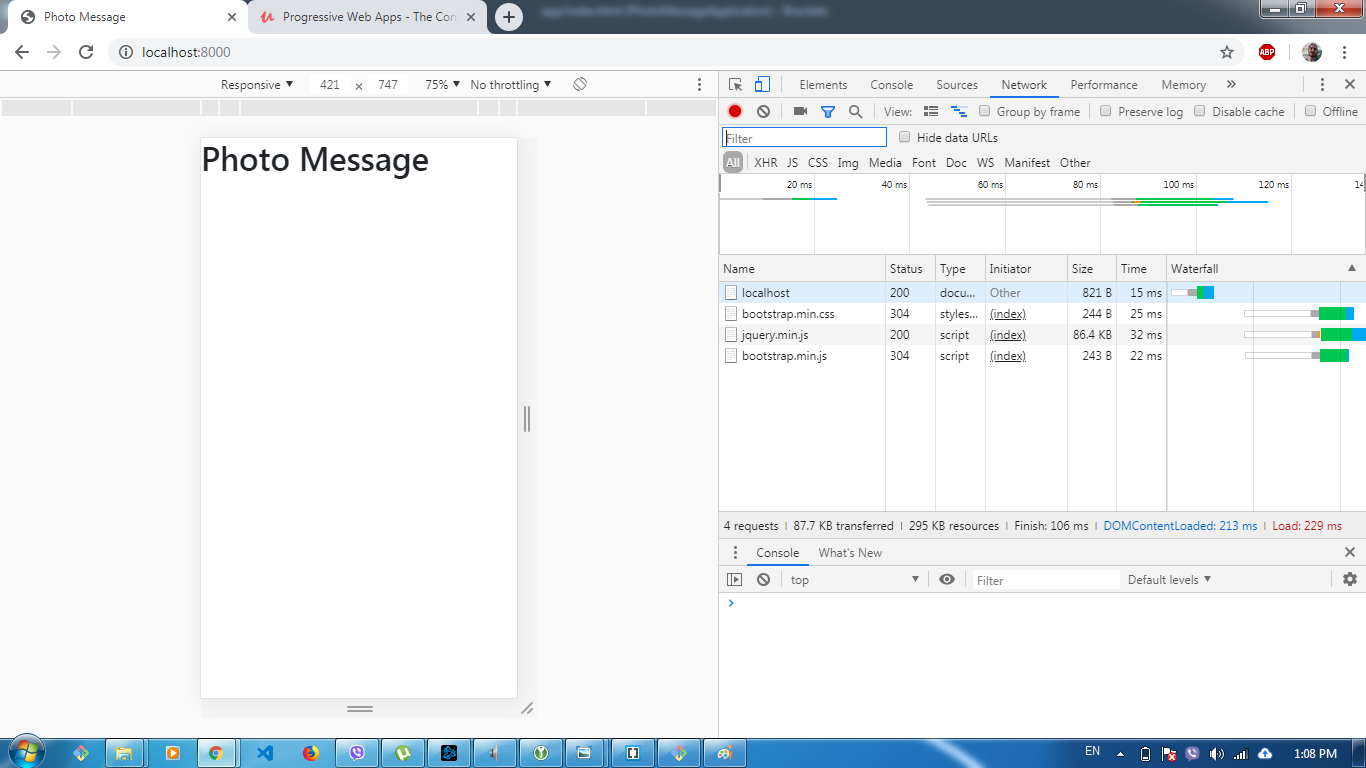 Photo Message
Progressive Web Apps - The Con
app/index.html (PhotoMessageApplication) - Brackets
localhost:8000
ABP
Responsive ▼ 421 × 747 75% ▼ No throttling ▼
Elements Console Sources Network Performance Memory »
View: Group by frame Preserve log Disable cache Offline
Filter Hide data URLs
All XHR JS CSS Img Media Font Doc WS Manifest Other
20 ms 40 ms 60 ms 80 ms 100 ms 120 ms 14
Name Status Type Initiator Size Time Waterfall ▲
localhost 200 docu... Other 821 B 15 ms
bootstrap.min.css 304 styles... (index) 244 B 25 ms
jquery.min.js 200 script (index) 86.4 KB 32 ms
bootstrap.min.js 304 script (index) 243 B 22 ms
4 requests 87.7 KB transferred 295 KB resources Finish: 106 ms DOMContentLoaded: 213 ms Load: 229 ms
Console What's New
top ▼ Filter Default levels ▼
Photo Message
EN 1:08 PM